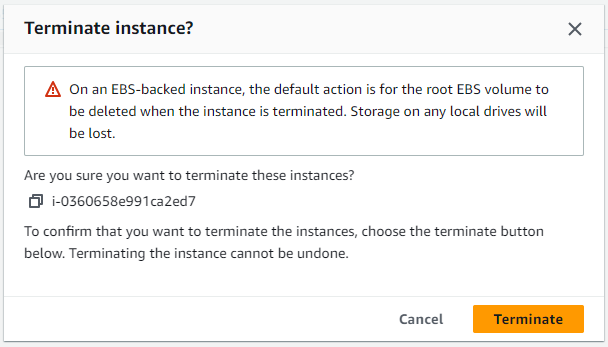 Terminate instance?
On an EBS-backed instance, the default action is for the root EBS volume to
be deleted when the instance is terminated. Storage on any local drives will
be lost.
Are you sure you want to terminate these instances?
i-0360658e991ca2ed7
To confirm that you want to terminate the instances, choose the terminate button
below. Terminating the instance cannot be undone.
Cancel
Terminate